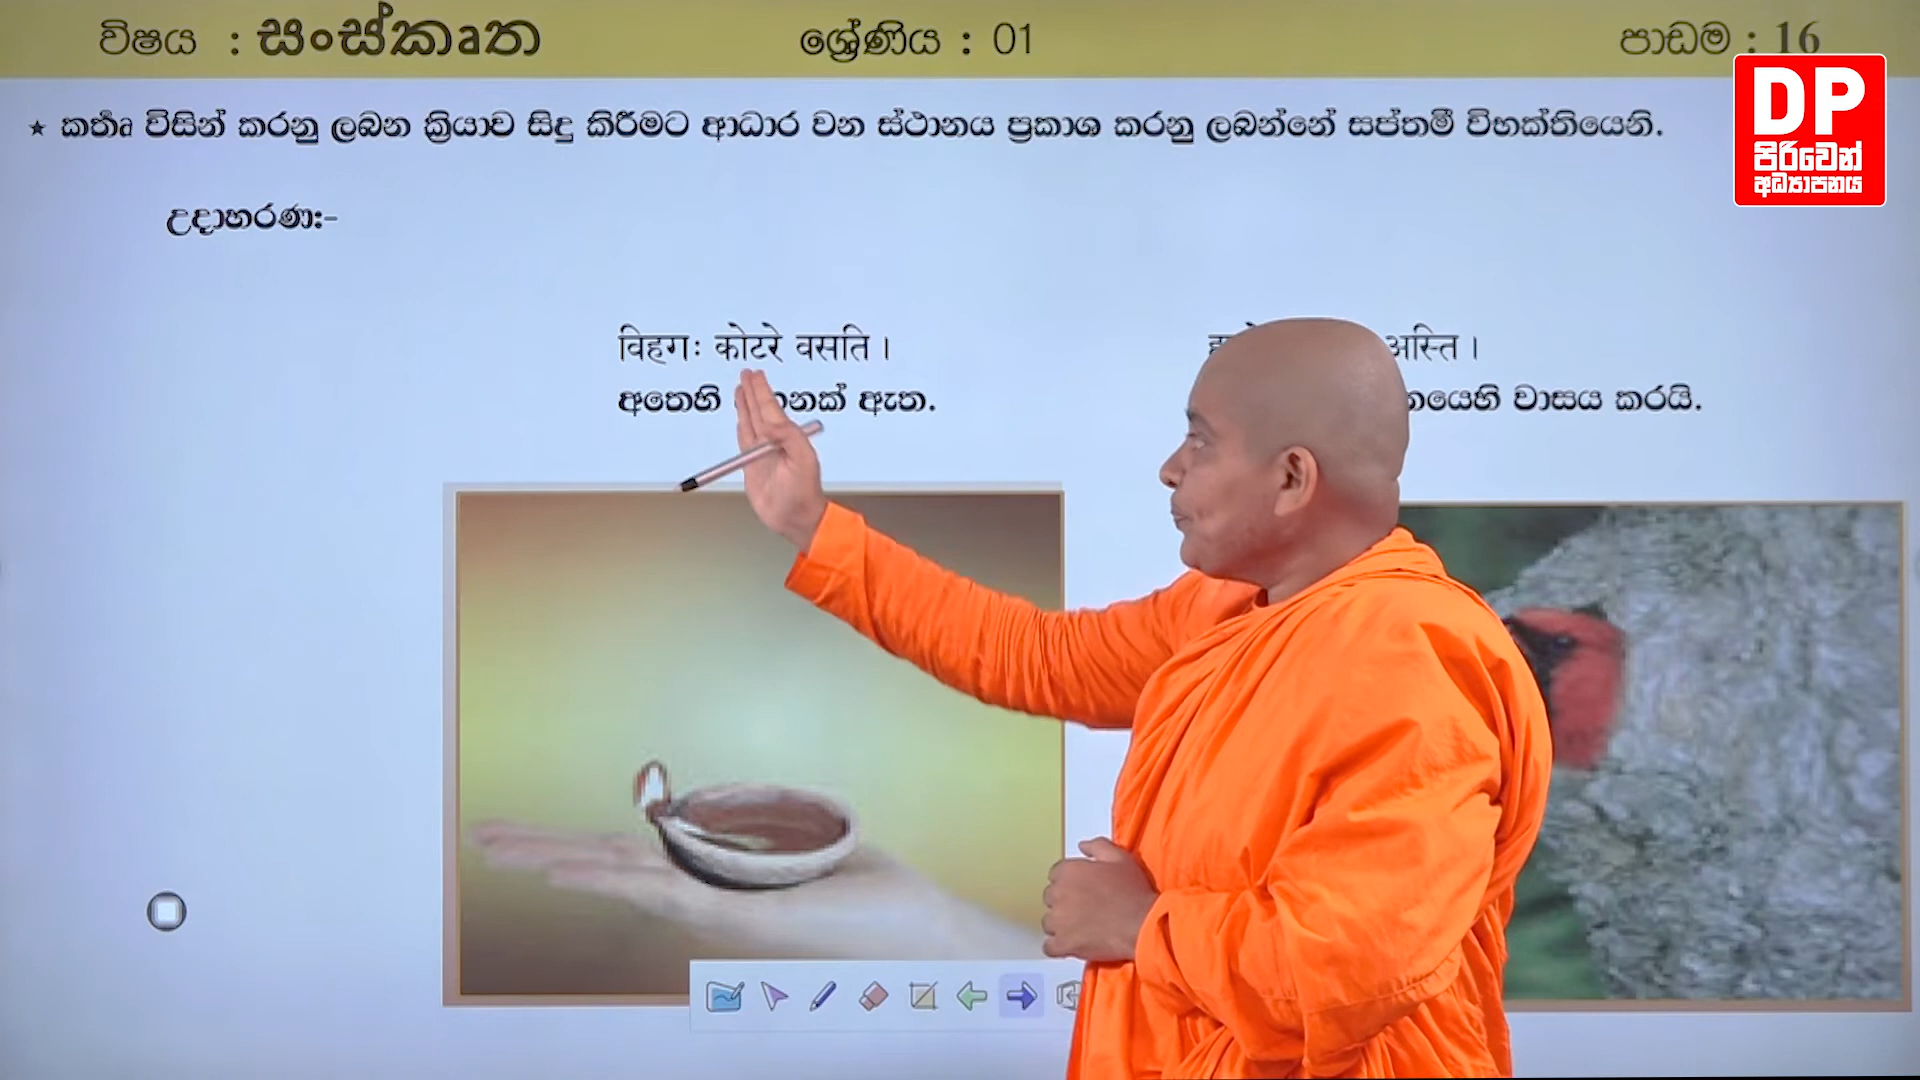 විෂය : සංස්කෘත ශ්‍රේණිය : 01 පාඩම : 16
DP
පිරිවෙන්
අධ්‍යාපනය
★ කර්තෘ විසින් කරනු ලබන ක්‍රියාව සිදු කිරීමට ආධාර වන ස්ථානය ප්‍රකාශ කරනු ලබන්නේ සප්තමී විභක්තියෙනි.
උදාහරණ:-
विहगः कोटरे वसति । अस्ति ।
අතෙහි ඇත. වාසය කරයි.